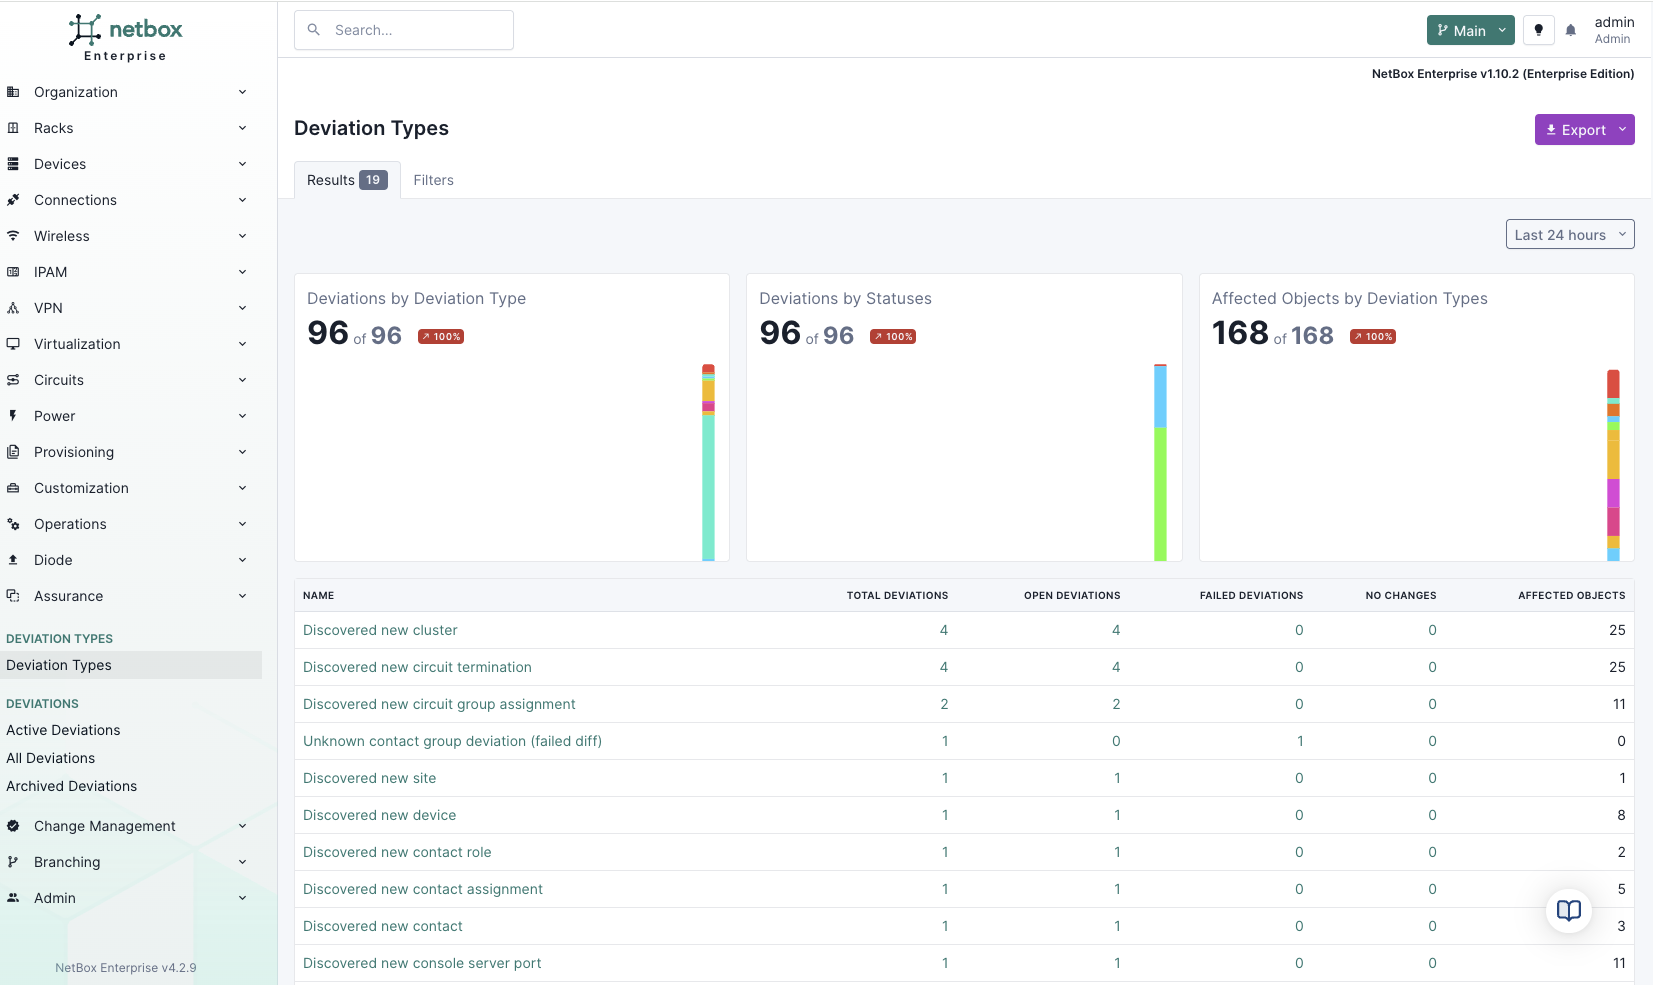 netbox
Enterprise
Search...
Main
admin
Admin
NetBox Enterprise v1.10.2 (Enterprise Edition)
Organization
Racks
Devices
Connections
Wireless
IPAM
VPN
Virtualization
Circuits
Power
Provisioning
Customization
Operations
Diode
Assurance
DEVIATION TYPES
Deviation Types
DEVIATIONS
Active Deviations
All Deviations
Archived Deviations
Change Management
Branching
Admin
NetBox Enterprise v4.2.9
Deviation Types
Export
Results 19 Filters
Last 24 hours
Deviations by Deviation Type
96 of 96 100%
Deviations by Statuses
96 of 96 100%
Affected Objects by Deviation Types
168 of 168 100%
NAME TOTAL DEVIATIONS OPEN DEVIATIONS FAILED DEVIATIONS NO CHANGES AFFECTED OBJECTS
Discovered new cluster 4 4 0 0 25
Discovered new circuit termination 4 4 0 0 25
Discovered new circuit group assignment 2 2 0 0 11
Unknown contact group deviation (failed diff) 1 0 1 0 0
Discovered new site 1 1 0 0 1
Discovered new device 1 1 0 0 8
Discovered new contact role 1 1 0 0 2
Discovered new contact assignment 1 1 0 0 5
Discovered new contact 1 1 0 0 3
Discovered new console server port 1 1 0 0 11